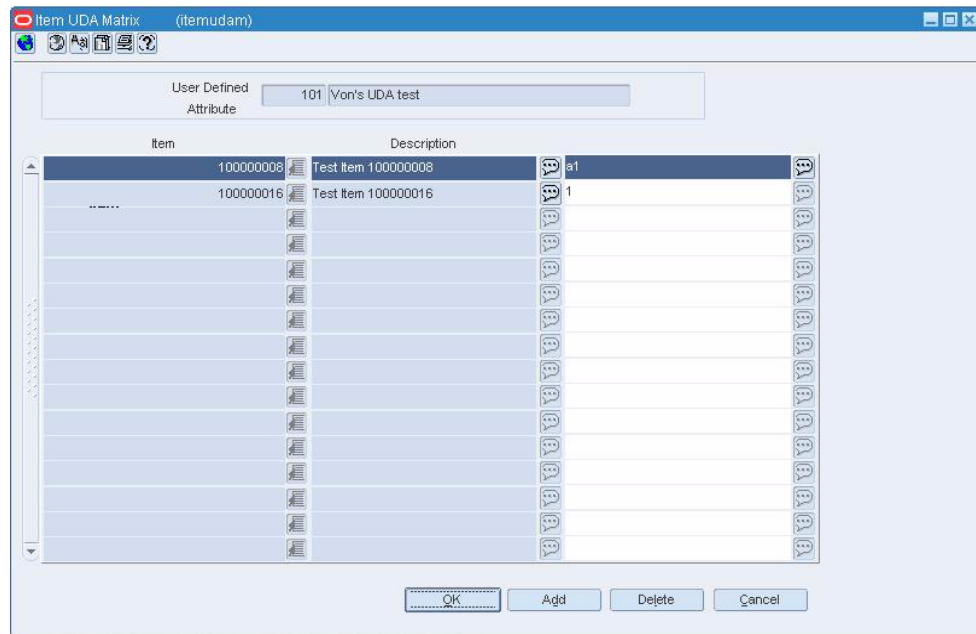 Item UDA Matrix (itemudam)
User Defined
Attribute
101 Von's UDA test
Item Description
100000008 Test Item 100000008 a1
100000016 Test Item 100000016 1
OK Add Delete Cancel